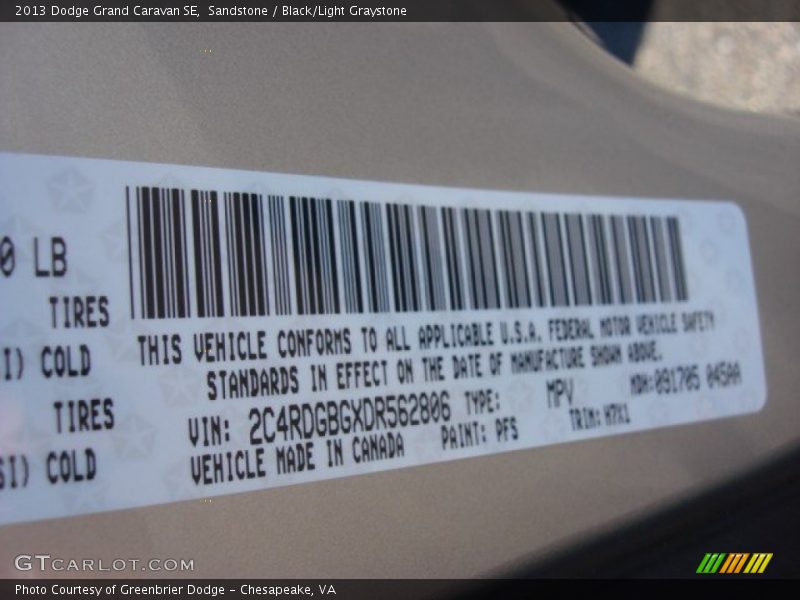 2013 Dodge Grand Caravan SE, Sandstone / Black/Light Graystone
0 LB
TIRES
I) COLD
TIRES
SI) COLD
THIS VEHICLE CONFORMS TO ALL APPLICABLE U.S.A. FEDERAL MOTOR VEHICLE SAFETY
STANDARDS IN EFFECT ON THE DATE OF MANUFACTURE SHOWN ABOVE.
VIN: 2C4RDGBGXDR562806 TYPE: MPV MDH:091705 045AA
VEHICLE MADE IN CANADA PAINT: PFS TRIM: H7X1
GTCARLOT.COM
Photo Courtesy of Greenbrier Dodge - Chesapeake, VA